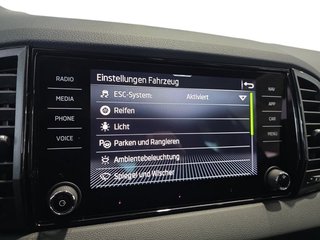 Einstellungen Fahrzeug
ESC-System: Aktiviert
Reifen
Licht
Parken und Rangieren
Ambientebeleuchtung
Spiegel und Wischer
RADIO
MEDIA
PHONE
VOICE
NAV
CAR
MENU